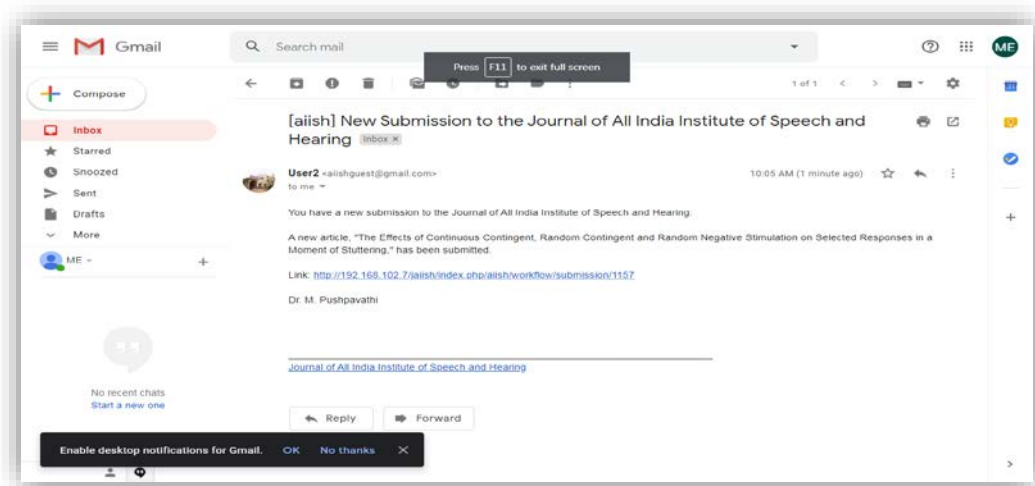 Gmail
Search mail
ME
Press F11 to exit full screen
Compose
1 of 1
Inbox
Starred
Snoozed
Sent
Drafts
More
ME
No recent chats
Start a new one
[aiish] New Submission to the Journal of All India Institute of Speech and
Hearing Inbox ×
User2 <aiishguest@gmail.com>
10:05 AM (1 minute ago)
to me
You have a new submission to the Journal of All India Institute of Speech and Hearing:
A new article, "The Effects of Continuous Contingent, Random Contingent and Random Negative Stimulation on Selected Responses in a
Moment of Stuttering," has been submitted.
Link: http://192.168.102.7/jaiish/index.php/aiish/workflow/submission/1157
Dr. M. Pushpavathi
Journal of All India Institute of Speech and Hearing
Reply
Forward
Enable desktop notifications for Gmail. OK No thanks ×